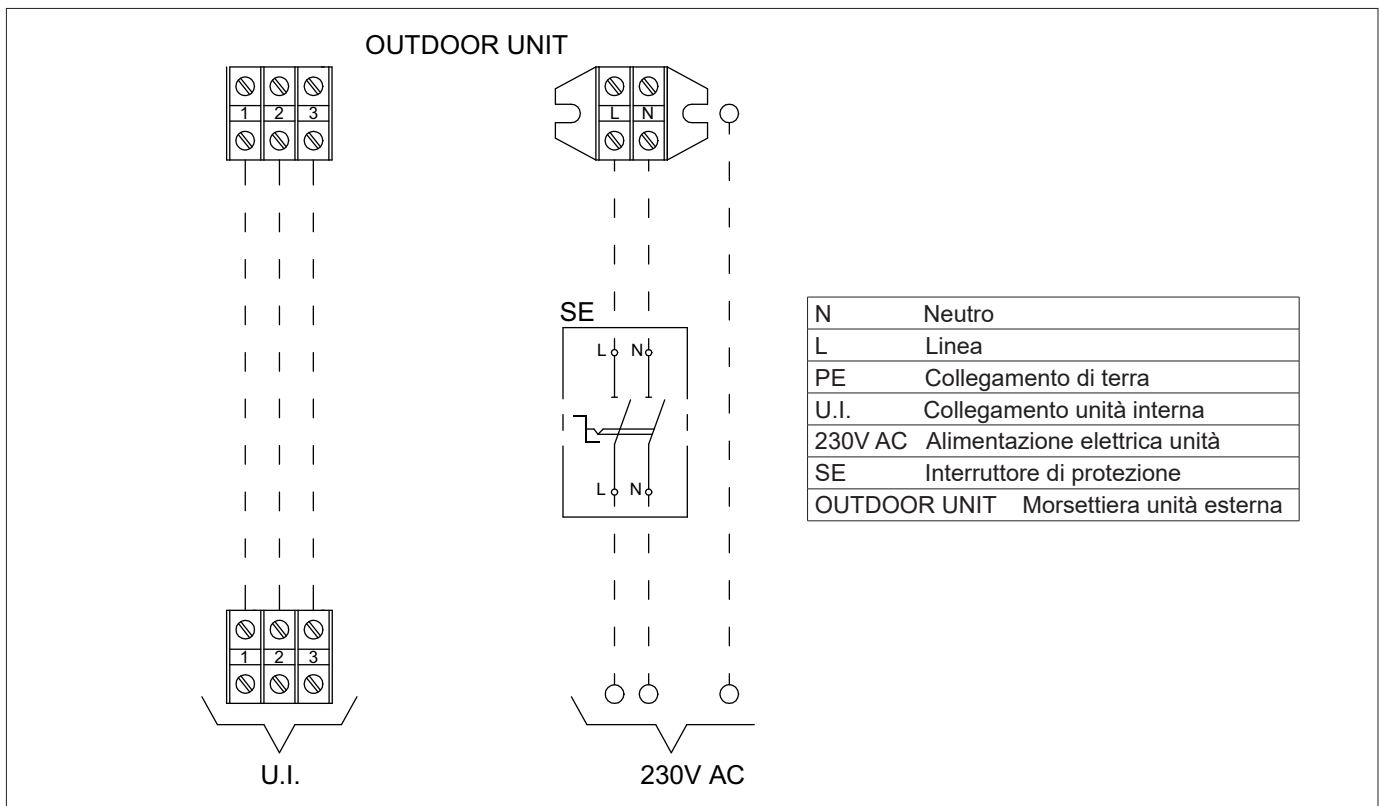 OUTDOOR UNIT
1 2 3
L N
SE
L N
L N
1 2 3
U.I.
230V AC
N Neutro
L Linea
PE Collegamento di terra
U.I. Collegamento unità interna
230V AC Alimentazione elettrica unità
SE Interruttore di protezione
OUTDOOR UNIT Morsettiera unità esterna